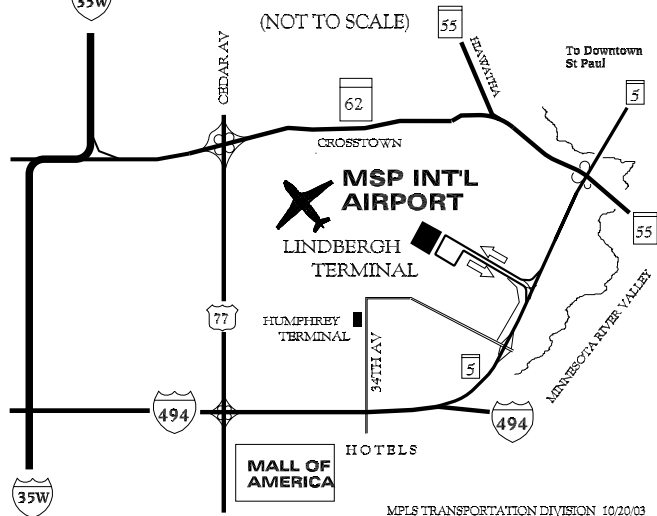 35W
(NOT TO SCALE)
55
HIAWATHA
To Downtown
St Paul
5
CEDAR AV
62
CROSSTOWN
MSP INT'L
AIRPORT
55
LINDBERGH
TERMINAL
77
HUMPHREY
TERMINAL
34TH AV
5
MINNESOTA RIVER VALLEY
494
494
HOTELS
MALL OF
AMERICA
35W
MPLS TRANSPORTATION DIVISION 10/20/03